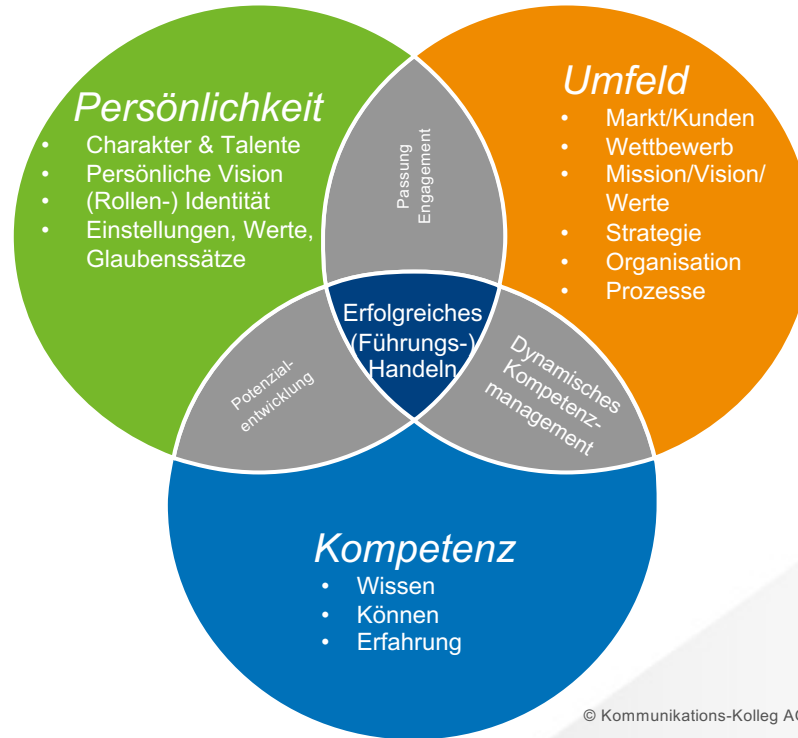 Persönlichkeit
• Charakter & Talente
• Persönliche Vision
• (Rollen-) Identität
• Einstellungen, Werte,
Glaubenssätze
Umfeld
• Markt/Kunden
• Wettbewerb
• Mission/Vision/
Werte
• Strategie
• Organisation
• Prozesse
Passung
Engagement
Erfolgreiches
(Führungs-)
Handeln
Potenzial-
entwicklung
Dynamisches
Kompetenz-
management
Kompetenz
• Wissen
• Können
• Erfahrung
© Kommunikations-Kolleg AG